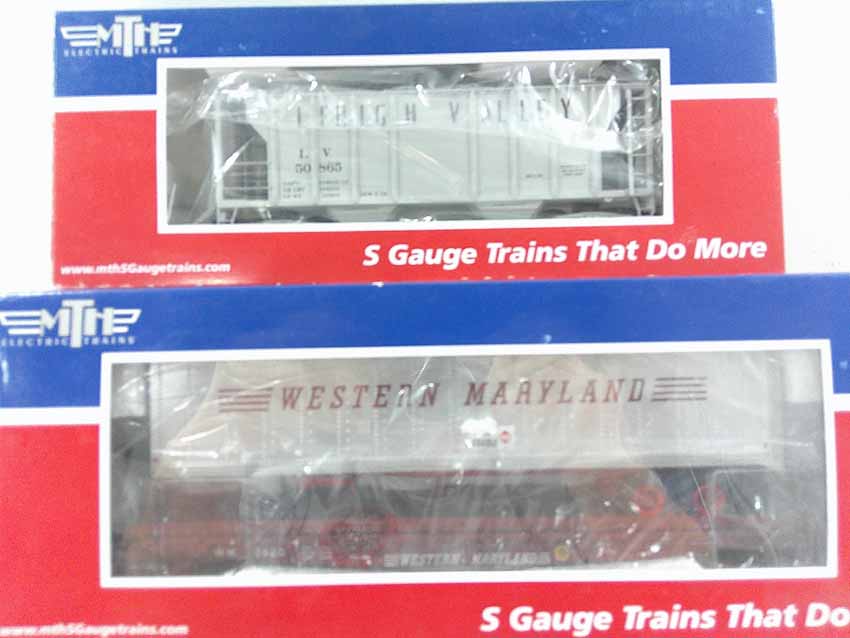 MTH
ELECTRIC TRAINS
LEHIGH VALLEY
L V
50865
www.mthSGaugetrains.com
S Gauge Trains That Do More
MTH
ELECTRIC TRAINS
WESTERN MARYLAND
WESTERN MARYLAND
www.mthSGaugetrains.com
S Gauge Trains That Do